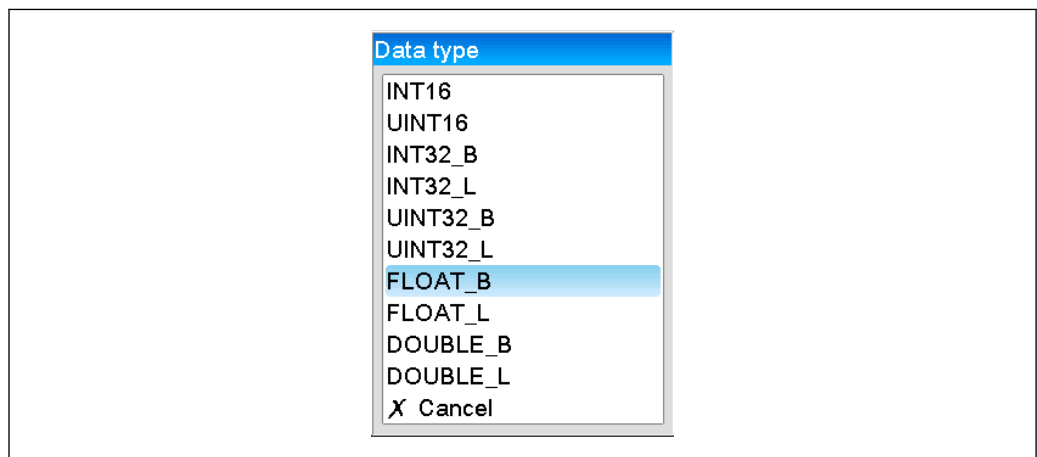 Data type
INT16
UINT16
INT32_B
INT32_L
UINT32_B
UINT32_L
FLOAT_B
FLOAT_L
DOUBLE_B
DOUBLE_L
X Cancel